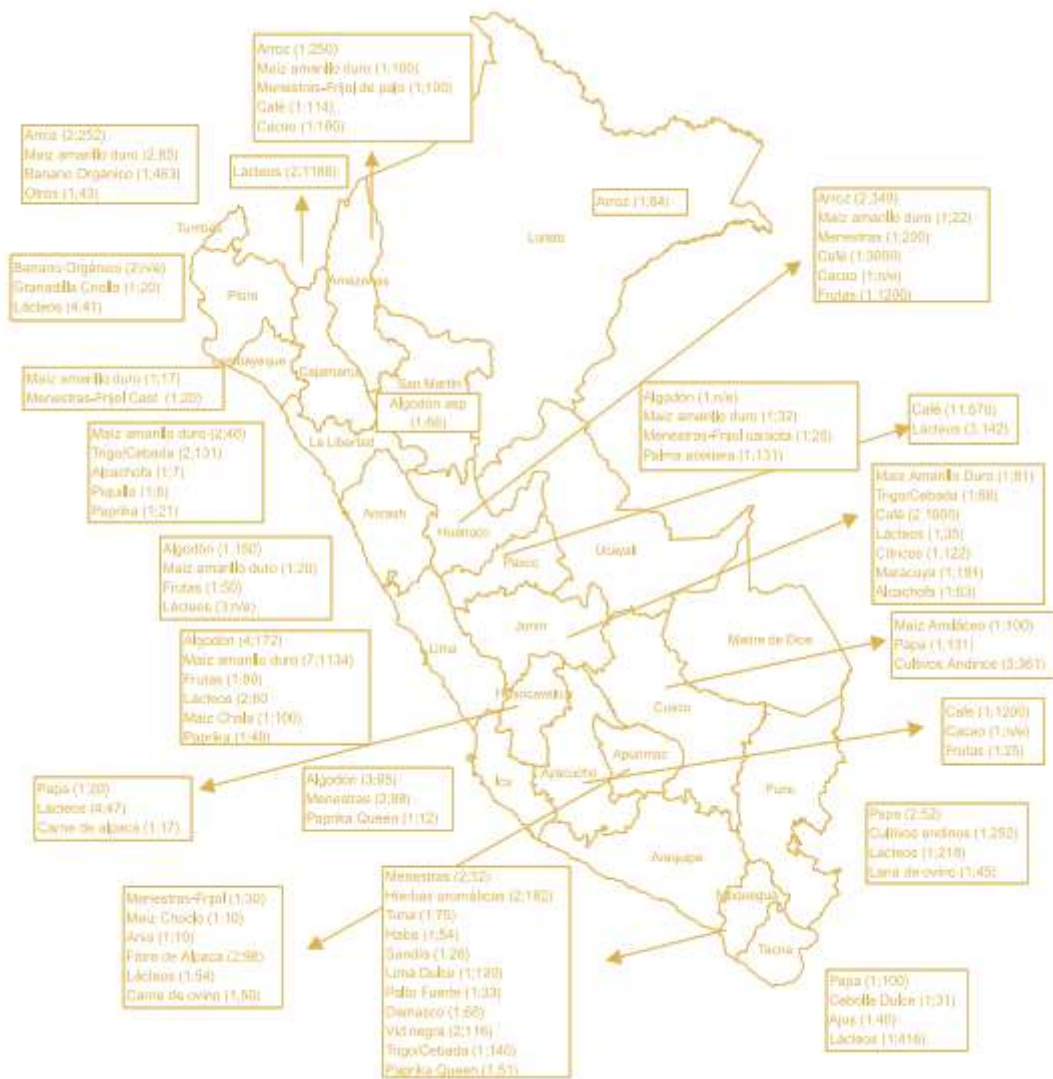 Arroz (1;250)
Maíz amarillo duro (1;100)
Menestras-Frijol de palo (1;100)
Café (1;114)
Cacao (1;160)
Arroz (2;252)
Maíz amarillo duro (2;85)
Banano Orgánico (1;463)
Otros (1;43)
Lácteos (2;1188)
Arroz (1;64)
Arroz (2;349)
Maíz amarillo duro (1;22)
Menestras (1;200)
Café (1;3000)
Cacao (1;n/e)
Frutas (1;1200)
Tumbes
Loreto
Banano Orgánico (2;n/e)
Granadilla Criolla (1;20)
Lácteos (4;41)
Piura
Amazonas
Lambayeque
Cajamarca
San Martín
Maíz amarillo duro (1;17)
Menestras-Frijol Cast. (1;20)
Algodón asp
(1;60)
Algodón (1;n/e)
Maíz amarillo duro (1;32)
Menestras-Frijol
Palma aceitera (1;131)
Café (11;670)
Lácteos (3;142)
Maíz amarillo duro (2;46)
Trigo/Cebada (2;131)
Alcachofa (1;7)
Piquillo (1;6)
Paprika (1;21)
La Libertad
Ancash
Huánuco
Pasco
Ucayali
Maíz Amarillo Duro (1;61)
Trigo/Cebada (1;68)
Café (2;1000)
Lácteos (1;35)
Cítricos (1;122)
Maracuya (1;181)
Alcachofa (1;63)
Algodón (1;160)
Maíz amarillo duro (1;20)
Frutas (1;50)
Lácteos (3;n/e)
Junín
Lima
Madre de Dios
Maíz Amiláceo (1;100)
Papa (1;131)
Cultivos Andinos (3;361)
Algodón (4;172)
Maíz amarillo duro (7;1134)
Frutas (1;80)
Lácteos (2;60
Maíz Chala (1;100)
Paprika (1;40)
Huancavelica
Cusco
Café (1;1200)
Cacao (1;n/e)
Frutas (1;25)
Apurimac
Ayacucho
Ica
Puno
Papa (1;20)
Lácteos (4;47)
Carne de alpaca (1;17)
Algodón (3;65)
Menestras (2;88)
Paprika Queen (1;12)
Papa (2;52)
Cultivos andinos (1;252)
Lácteos (1;218)
Lana de ovino (1;45)
Arequipa
Moquegua
Tacna
Menestras-Frijol (1;30)
Maíz Choclo (1;10)
Anís (1;10)
Fibra de Alpaca (2;98)
Lácteos (1;54)
Carne de ovino (1;50)
Menestras (2;52)
Hierbas aromáticas (2;182)
Tuna (1;75)
Haba (1;54)
Sandía (1;26)
Lima Dulce (1;120)
Palto Fuerte (1;33)
Damasco (1;68)
Vid negra (2;116)
Trigo/Cebada (1;140)
Paprika Queen (1;51)
Papa (1;100)
Cebolla Dulce (1;31)
Ajos (1;40)
Lácteos (1;416)